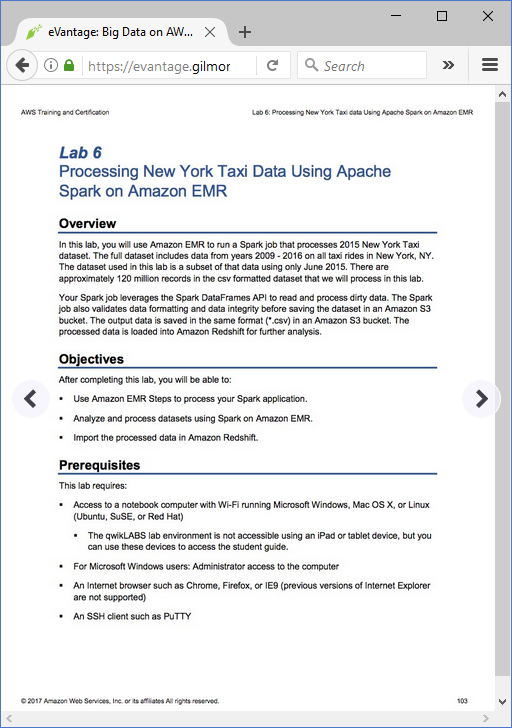 eVantage: Big Data on AW...
https://evantage.gilmor
Search
AWS Training and Certification
Lab 6: Processing New York Taxi data Using Apache Spark on Amazon EMR
Lab 6
Processing New York Taxi Data Using Apache
Spark on Amazon EMR
Overview
In this lab, you will use Amazon EMR to run a Spark job that processes 2015 New York Taxi
dataset. The full dataset includes data from years 2009 - 2016 on all taxi rides in New York, NY.
The dataset used in this lab is a subset of that data using only June 2015. There are
approximately 120 million records in the csv formatted dataset that we will process in this lab.
Your Spark job leverages the Spark DataFrames API to read and process dirty data. The Spark
job also validates data formatting and data integrity before saving the dataset in an Amazon S3
bucket. The output data is saved in the same format (*.csv) in an Amazon S3 bucket. The
processed data is loaded into Amazon Redshift for further analysis.
Objectives
After completing this lab, you will be able to:
▪ Use Amazon EMR Steps to process your Spark application.
▪ Analyze and process datasets using Spark on Amazon EMR.
▪ Import the processed data in Amazon Redshift.
Prerequisites
This lab requires:
▪ Access to a notebook computer with Wi-Fi running Microsoft Windows, Mac OS X, or Linux
(Ubuntu, SuSE, or Red Hat)
▪ The qwikLABS lab environment is not accessible using an iPad or tablet device, but you
can use these devices to access the student guide.
▪ For Microsoft Windows users: Administrator access to the computer
▪ An Internet browser such as Chrome, Firefox, or IE9 (previous versions of Internet Explorer
are not supported)
▪ An SSH client such as PuTTY
© 2017 Amazon Web Services, Inc. or its affiliates All rights reserved.
103